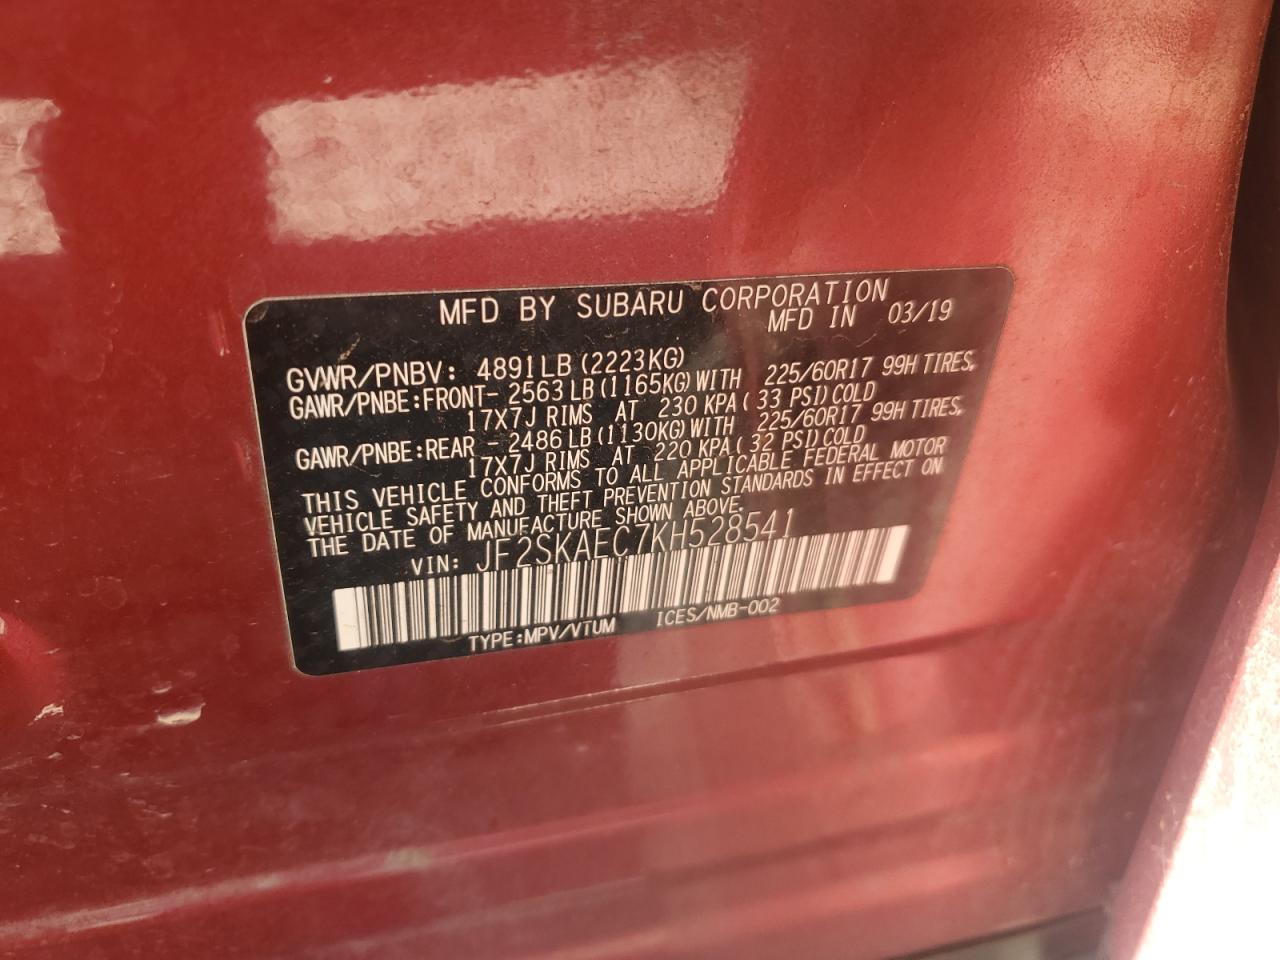 MFD BY SUBARU CORPORATION
MFD IN 03/19
GVWR/PNBV: 4891LB (2223KG)
GAWR/PNBE:FRONT- 2563 LB (1165KG) WITH 225/60R17 99H TIRES,
17X7J RIMS AT 230 KPA ( 33 PSI) COLD
GAWR/PNBE:REAR - 2486 LB (1130KG) WITH 225/60R17 99H TIRES,
17X7J RIMS AT 220 KPA ( 32 PSI) COLD
THIS VEHICLE CONFORMS TO ALL APPLICABLE FEDERAL MOTOR
VEHICLE SAFETY AND THEFT PREVENTION STANDARDS IN EFFECT ON
THE DATE OF MANUFACTURE SHOWN ABOVE.
VIN: JF2SKAEC7KH528541
TYPE:MPV/VTUM ICES/NMB-002